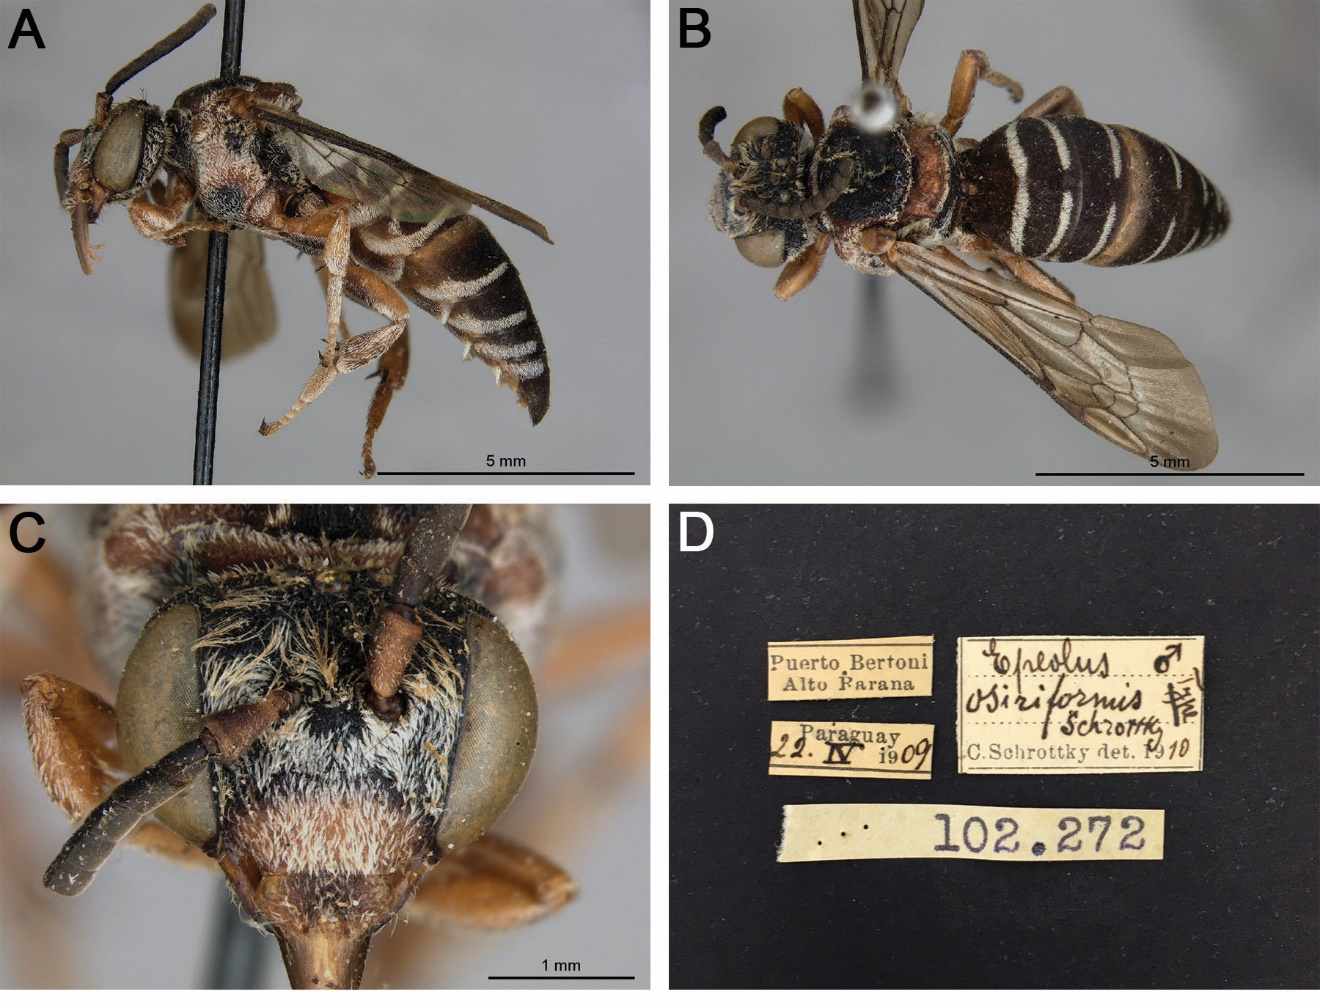 A
5 mm
B
5 mm
C
1 mm
D
Puerto Bertoni
Alto Parana
Paraguay
22. IV 1909
Epeolus ♂
osiriformis
Schrottky
C. Schrottky det. 1910
102.272